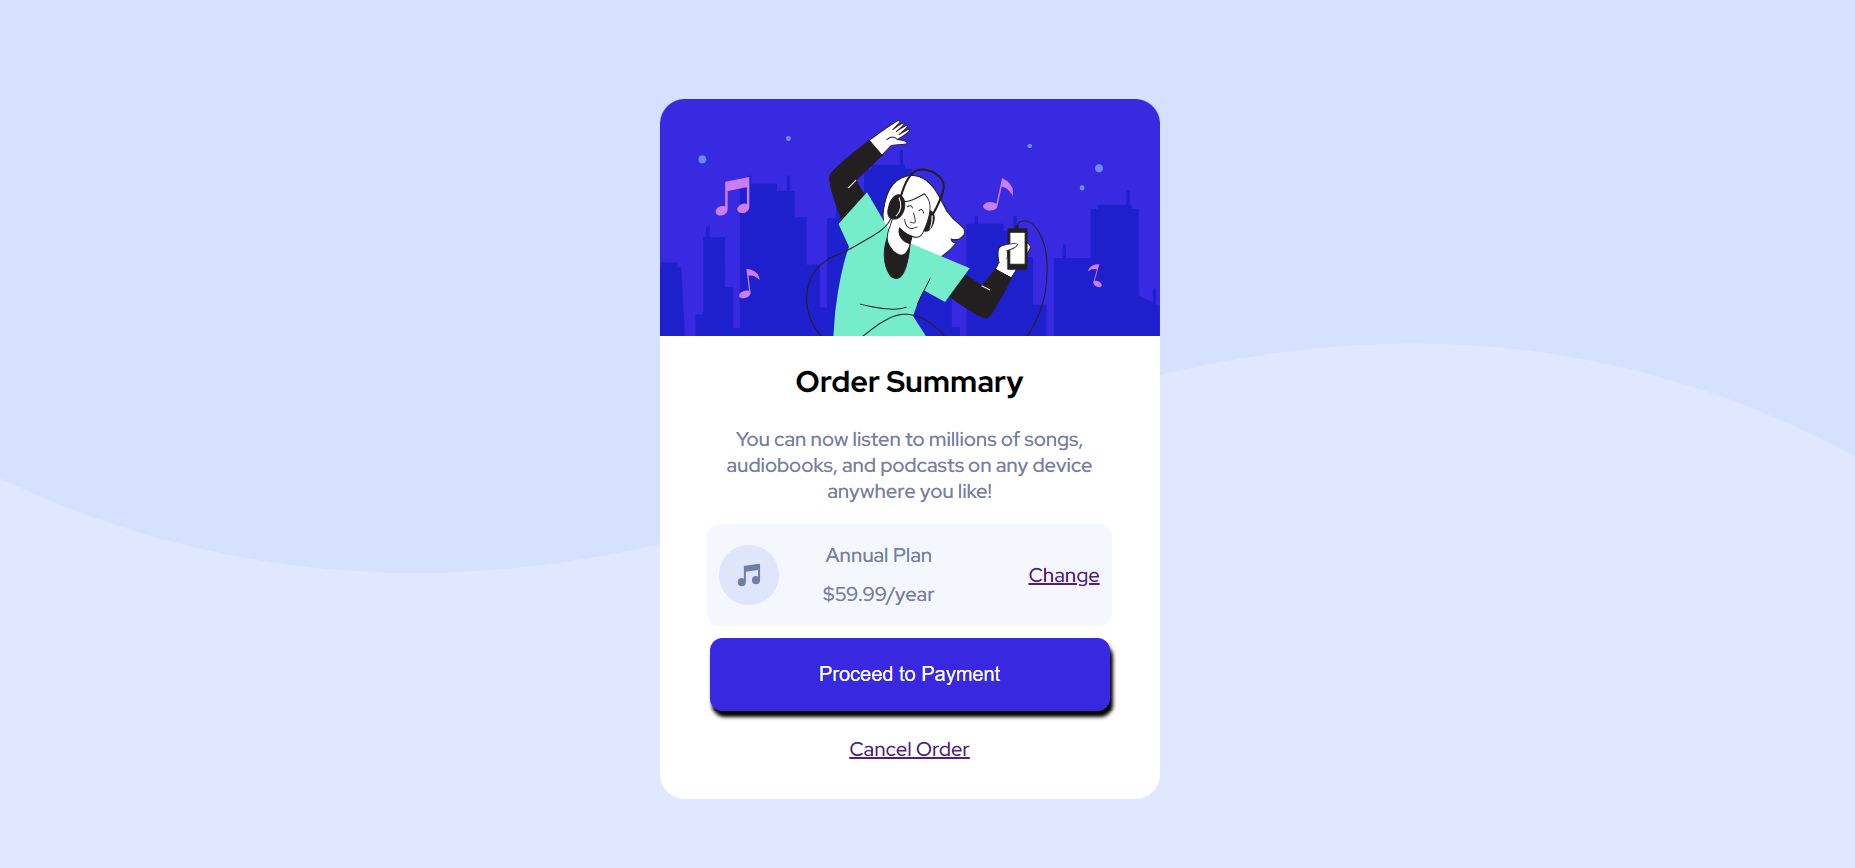 Order Summary
You can now listen to millions of songs,
audiobooks, and podcasts on any device
anywhere you like!
Annual Plan
$59.99/year
Change
Proceed to Payment
Cancel Order